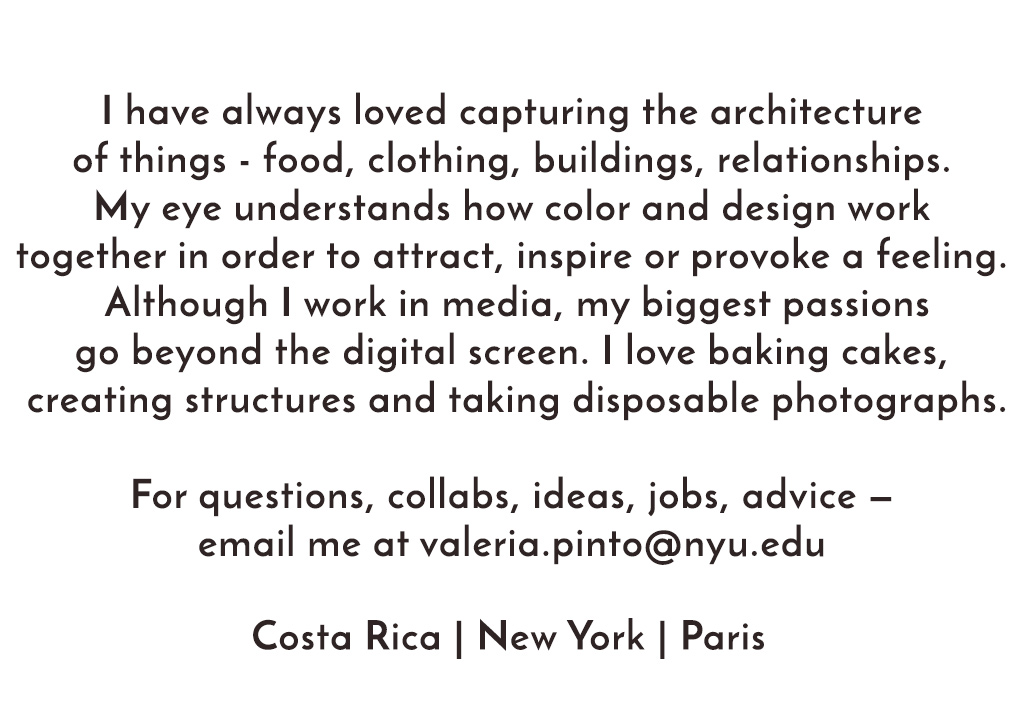 I have always loved capturing the architecture
of things - food, clothing, buildings, relationships.
My eye understands how color and design work
together in order to attract, inspire or provoke a feeling.
Although I work in media, my biggest passions
go beyond the digital screen. I love baking cakes,
creating structures and taking disposable photographs.
For questions, collabs, ideas, jobs, advice –
email me at valeria.pinto@nyu.edu
Costa Rica | New York | Paris